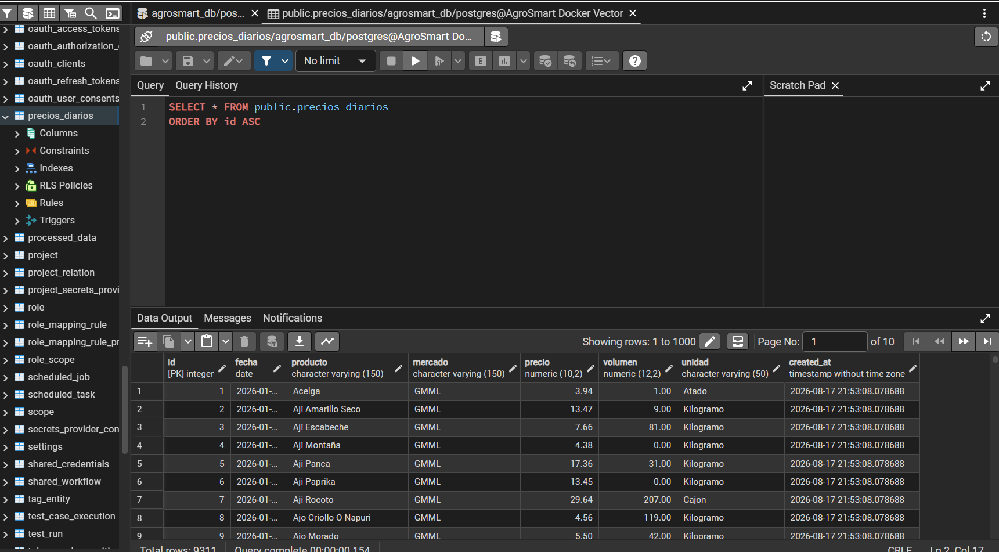 agrosmart_db/pos...
public.precios_diarios/agrosmart_db/postgres@AgroSmart Docker Vector
public.precios_diarios/agrosmart_db/postgres@AgroSmart Do...
No limit
E
Query
Query History
Scratch Pad
1 SELECT * FROM public.precios_diarios
2 ORDER BY id ASC
oauth_access_tokens
oauth_authorization_
oauth_clients
oauth_refresh_tokens
oauth_user_consents
precios_diarios
Columns
Constraints
Indexes
RLS Policies
Rules
Triggers
processed_data
project
project_relation
project_secrets_provi
role
role_mapping_rule
role_mapping_rule_pr
role_scope
scheduled_job
scheduled_task
scope
secrets_provider_con
settings
shared_credentials
shared_workflow
tag_entity
test_case_execution
test_run
Data Output
Messages
Notifications
Showing rows: 1 to 1000
Page No: 1 of 10
id [PK] integer
fecha date
producto character varying (150)
mercado character varying (150)
precio numeric (10,2)
volumen numeric (12,2)
unidad character varying (50)
created_at timestamp without time zone
1 1 2026-01-... Acelga GMML 3.94 1.00 Atado 2026-08-17 21:53:08.078688
2 2 2026-01-... Aji Amarillo Seco GMML 13.47 9.00 Kilogramo 2026-08-17 21:53:08.078688
3 3 2026-01-... Aji Escabeche GMML 7.66 81.00 Kilogramo 2026-08-17 21:53:08.078688
4 4 2026-01-... Aji Montaña GMML 4.38 0.00 Kilogramo 2026-08-17 21:53:08.078688
5 5 2026-01-... Aji Panca GMML 17.36 31.00 Kilogramo 2026-08-17 21:53:08.078688
6 6 2026-01-... Aji Paprika GMML 13.45 0.00 Kilogramo 2026-08-17 21:53:08.078688
7 7 2026-01-... Aji Rocoto GMML 29.64 207.00 Cajon 2026-08-17 21:53:08.078688
8 8 2026-01-... Ajo Criollo O Napuri GMML 4.56 119.00 Kilogramo 2026-08-17 21:53:08.078688
9 9 2026-01-... Ajo Morado GMML 5.50 42.00 Kilogramo 2026-08-17 21:53:08.078688
Total rows: 9311
Query complete 00:00:00.154
CRLF
Ln 2, Col 17